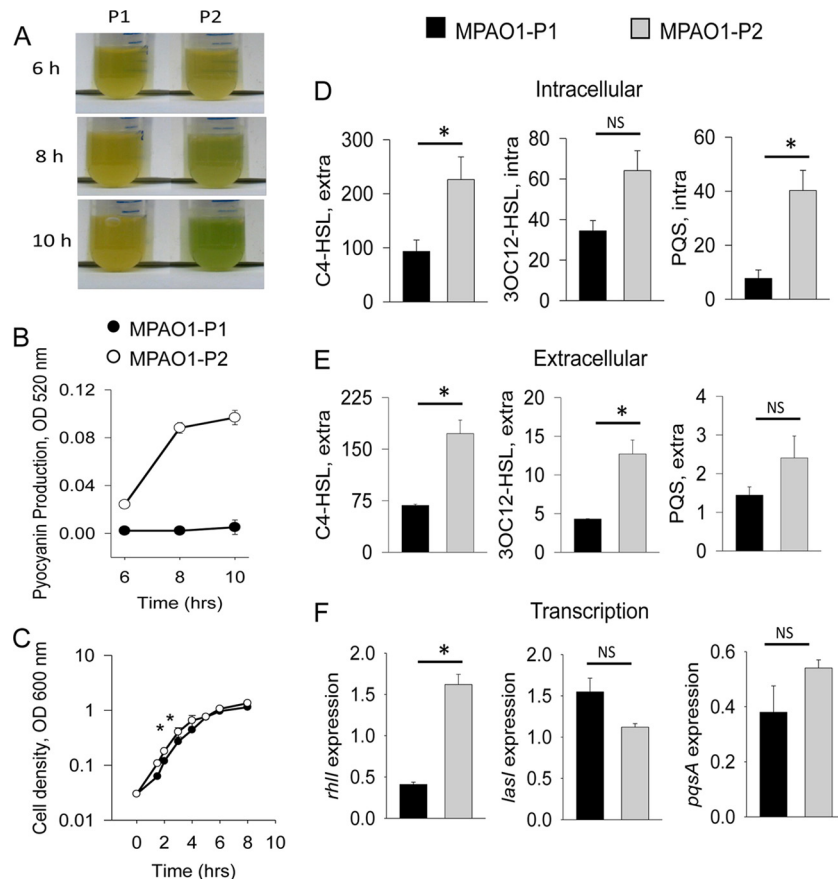 P1 P2
A
6 h
8 h
10 h
MPAO1-P1 MPAO1-P2
B
MPAO1-P1
MPAO1-P2
Pyocyanin Production, OD 520 nm
0.12
0.08
0.04
0.00
6 8 10
Time (hrs)
C
Cell density, OD 600 nm
10
1
0.1
0.01
* *
0 2 4 6 8 10
Time (hrs)
D
Intracellular
C4-HSL, extra
300
200
100
0
*
3OC12-HSL, intra
80
60
40
20
0
NS
PQS, intra
60
40
20
0
*
E
Extracellular
C4-HSL, extra
225
150
75
0
*
3OC12-HSL, extra
20
15
10
5
0
*
PQS, extra
4
3
2
1
0
NS
F
Transcription
rhlI expression
2.0
1.5
1.0
0.5
0.0
*
lasI expression
2.0
1.5
1.0
0.5
0.0
NS
pqsA expression
0.6
0.4
0.2
0.0
NS